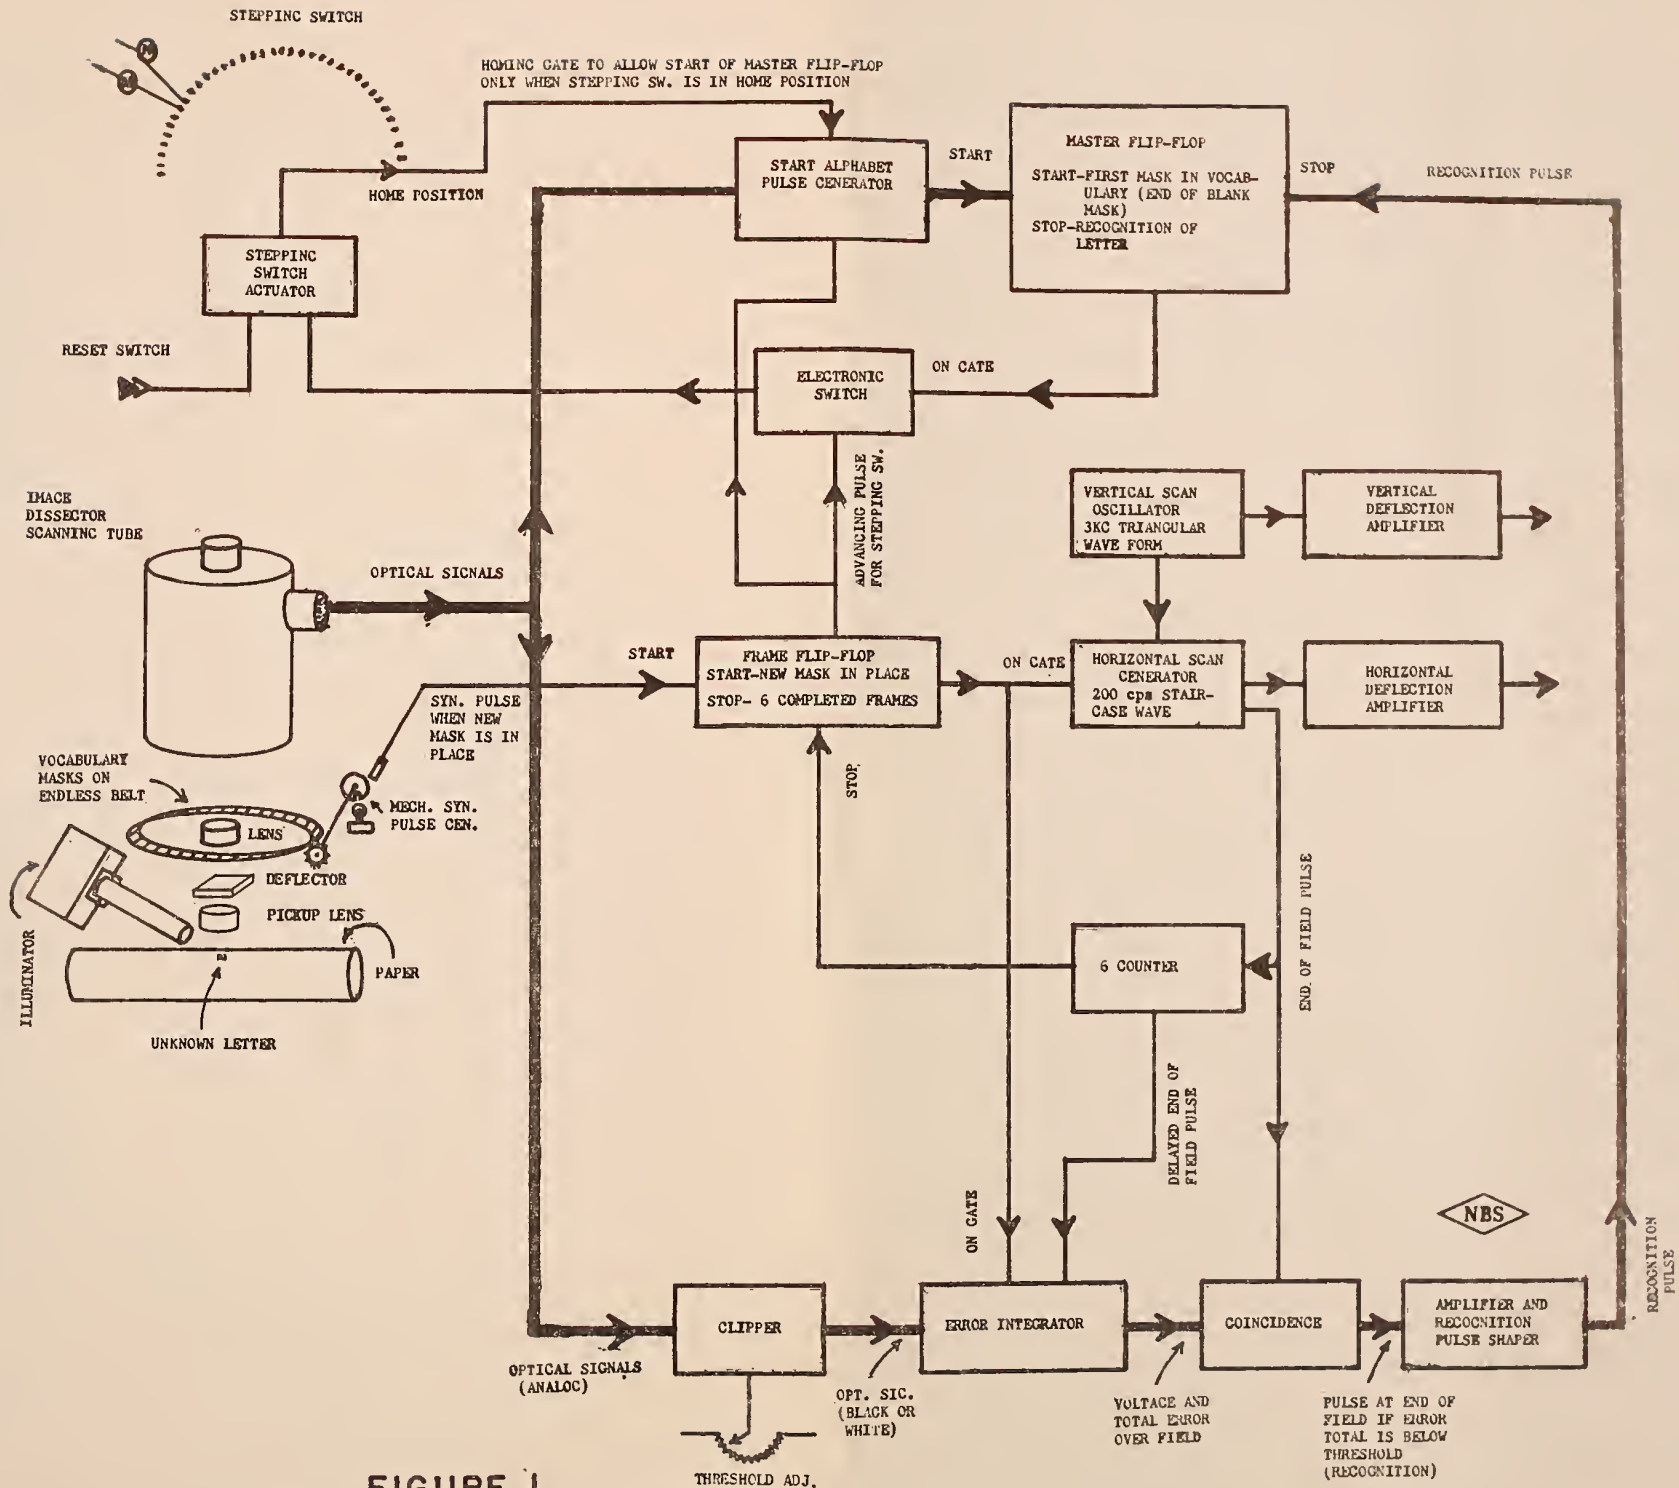 STEPPING SWITCH
HOMING GATE TO ALLOW START OF MASTER FLIP-FLOP
ONLY WHEN STEPPING SW. IS IN HOME POSITION
HOME POSITION
START ALPHABET
PULSE GENERATOR
START
MASTER FLIP-FLOP
START-FIRST MASK IN VOCAB-
ULARY (END OF BLANK
MASK)
STOP-RECOGNITION OF
LETTER
STOP
RECOGNITION PULSE
STEPPING
SWITCH
ACTUATOR
RESET SWITCH
ELECTRONIC
SWITCH
ON GATE
ADVANCING PULSE
FOR STEPPING SW.
IMAGE
DISSECTOR
SCANNING TUBE
OPTICAL SIGNALS
VERTICAL SCAN
OSCILLATOR
3KC TRIANGULAR
WAVE FORM
VERTICAL
DEFLECTION
AMPLIFIER
START
FRAME FLIP-FLOP
START-NEW MASK IN PLACE
STOP- 6 COMPLETED FRAMES
ON GATE
HORIZONTAL SCAN
GENERATOR
200 cps STAIR-
CASE WAVE
HORIZONTAL
DEFLECTION
AMPLIFIER
SYN. PULSE
WHEN NEW
MASK IS IN
PLACE
VOCABULARY
MASKS ON
ENDLESS BELT
MECH. SYN.
PULSE GEN.
STOP
LENS
DEFLECTOR
PICKUP LENS
ILLUMINATOR
PAPER
UNKNOWN LETTER
6 COUNTER
END OF FIELD PULSE
DELAYED END OF
FIELD PULSE
ON GATE
NBS
RECOGNITION
PULSE
CLIPPER
ERROR INTEGRATOR
COINCIDENCE
AMPLIFIER AND
RECOGNITION
PULSE SHAPER
OPTICAL SIGNALS
(ANALOG)
OPT. SIG.
(BLACK OR
WHITE)
VOLTAGE AND
TOTAL ERROR
OVER FIELD
PULSE AT END OF
FIELD IF ERROR
TOTAL IS BELOW
THRESHOLD
(RECOGNITION)
THRESHOLD ADJ.
FIGURE 1